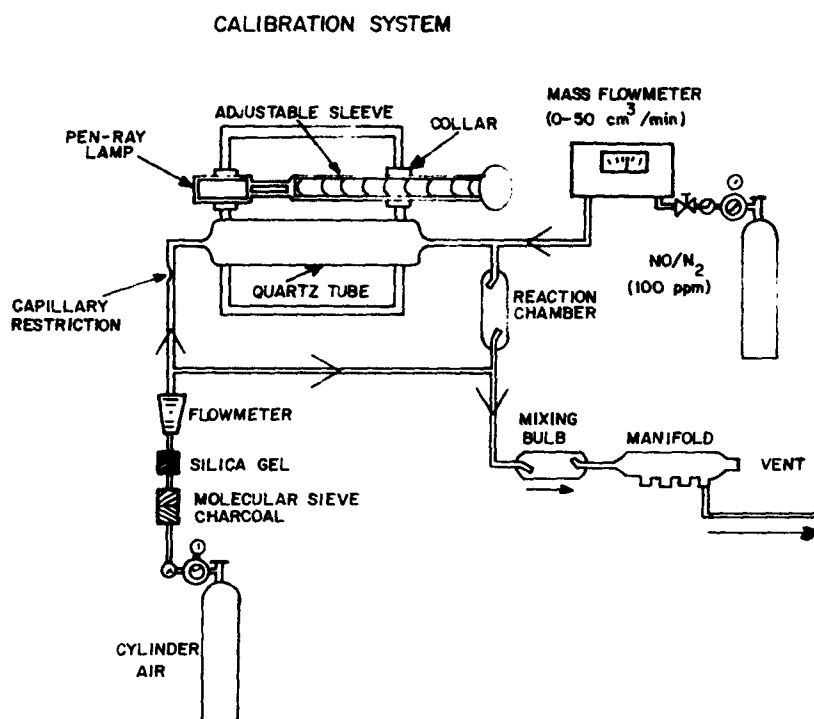 CALIBRATION SYSTEM
MASS FLOWMETER
(0-50 cm³/min)
ADJUSTABLE SLEEVE
COLLAR
PEN-RAY
LAMP
NO/N₂
(100 ppm)
QUARTZ TUBE
REACTION
CHAMBER
CAPILLARY
RESTRICTION
FLOWMETER
MIXING
BULB
MANIFOLD
VENT
SILICA GEL
MOLECULAR SIEVE
CHARCOAL
CYLINDER
AIR